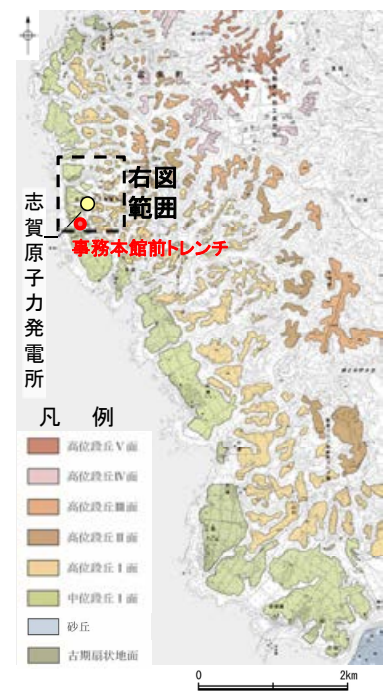 右図
範囲
志賀原子力発電所
事務本館前トレンチ
凡 例
高位段丘Ⅴ面
高位段丘Ⅳ面
高位段丘Ⅲ面
高位段丘Ⅱ面
高位段丘Ⅰ面
中位段丘Ⅰ面
砂丘
古期扇状地面
0 2km